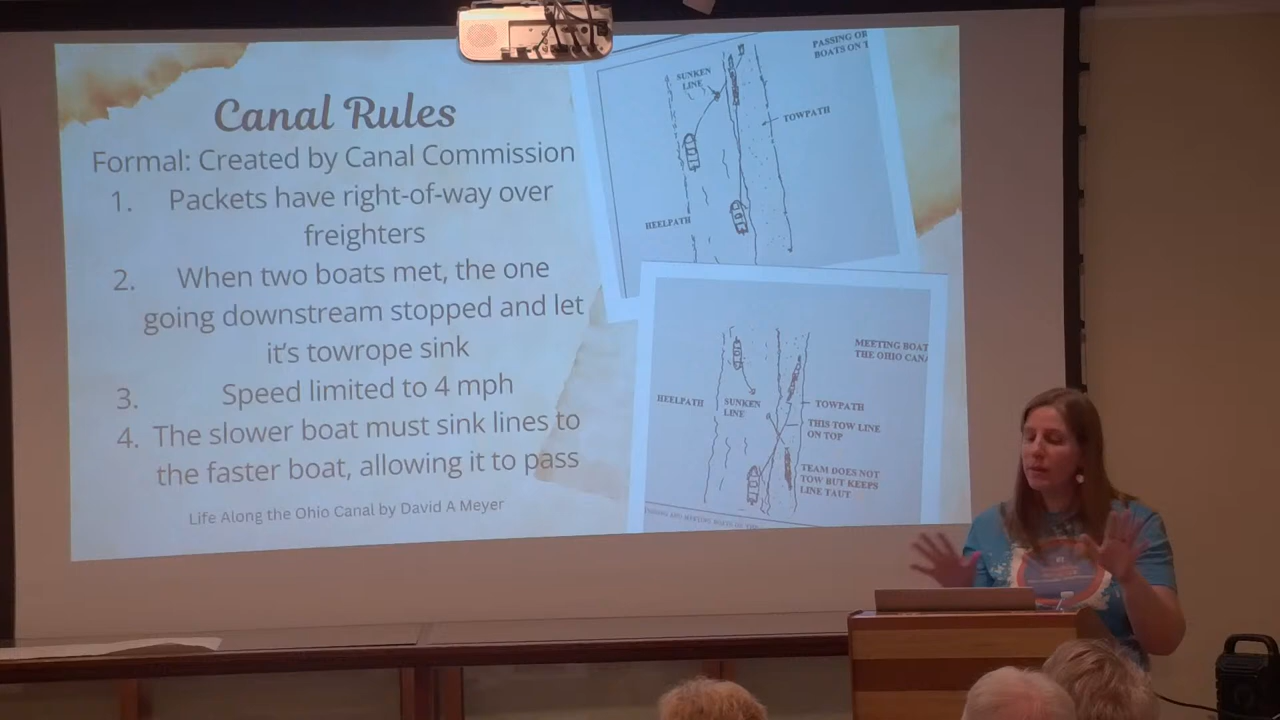 Canal Rules
Formal: Created by Canal Commission
1. Packets have right-of-way over
freighters
2. When two boats met, the one
going downstream stopped and let
it's towrope sink
3. Speed limited to 4 mph
4. The slower boat must sink lines to
the faster boat, allowing it to pass
Life Along the Ohio Canal by David A Meyer
PASSING
BOATS ON
SUNKEN
LINE
TOWPATH
HEELPATH
MEETING BOAT
THE OHIO CANA
HEELPATH
SUNKEN
LINE
TOWPATH
THIS TOW LINE
ON TOP
TEAM DOES NOT
TOW BUT KEEPS
LINE TAUT